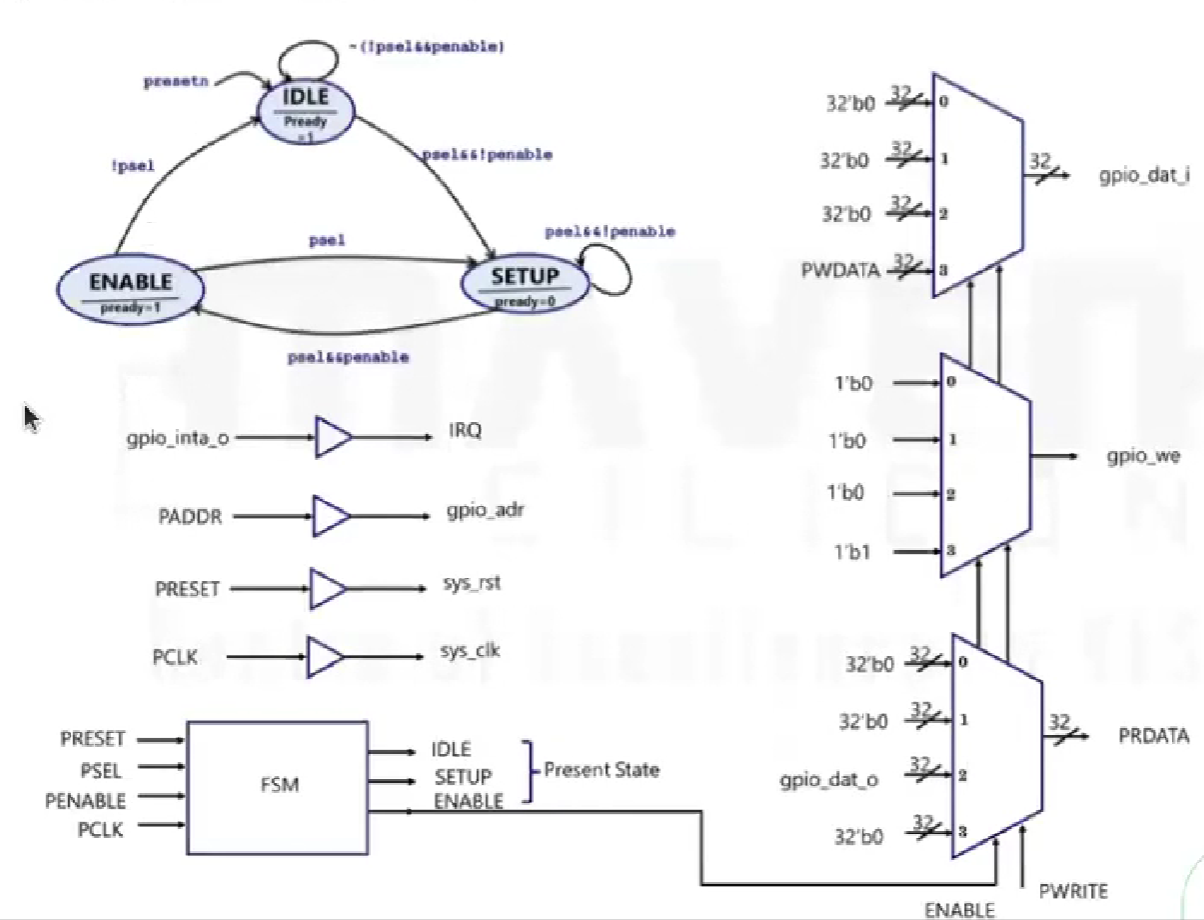 ~(!psel&&penable)
presetn
IDLE
Pready
=1
!psel
psel&&!penable
psel
psel&&!penable
ENABLE
pready=1
SETUP
pready=0
psel&&penable
gpio_inta_o
IRQ
PADDR
gpio_adr
PRESET
sys_rst
PCLK
sys_clk
PRESET
PSEL
PENABLE
PCLK
FSM
IDLE
SETUP
ENABLE
Present State
32'b0 32 0
32'b0 32 1
32'b0 32 2
PWDATA 32 3
32 gpio_dat_i
1'b0 0
1'b0 1
1'b0 2
1'b1 3
gpio_we
32'b0 32 0
32'b0 32 1
gpio_dat_o 32 2
32'b0 32 3
32 PRDATA
PWRITE
ENABLE